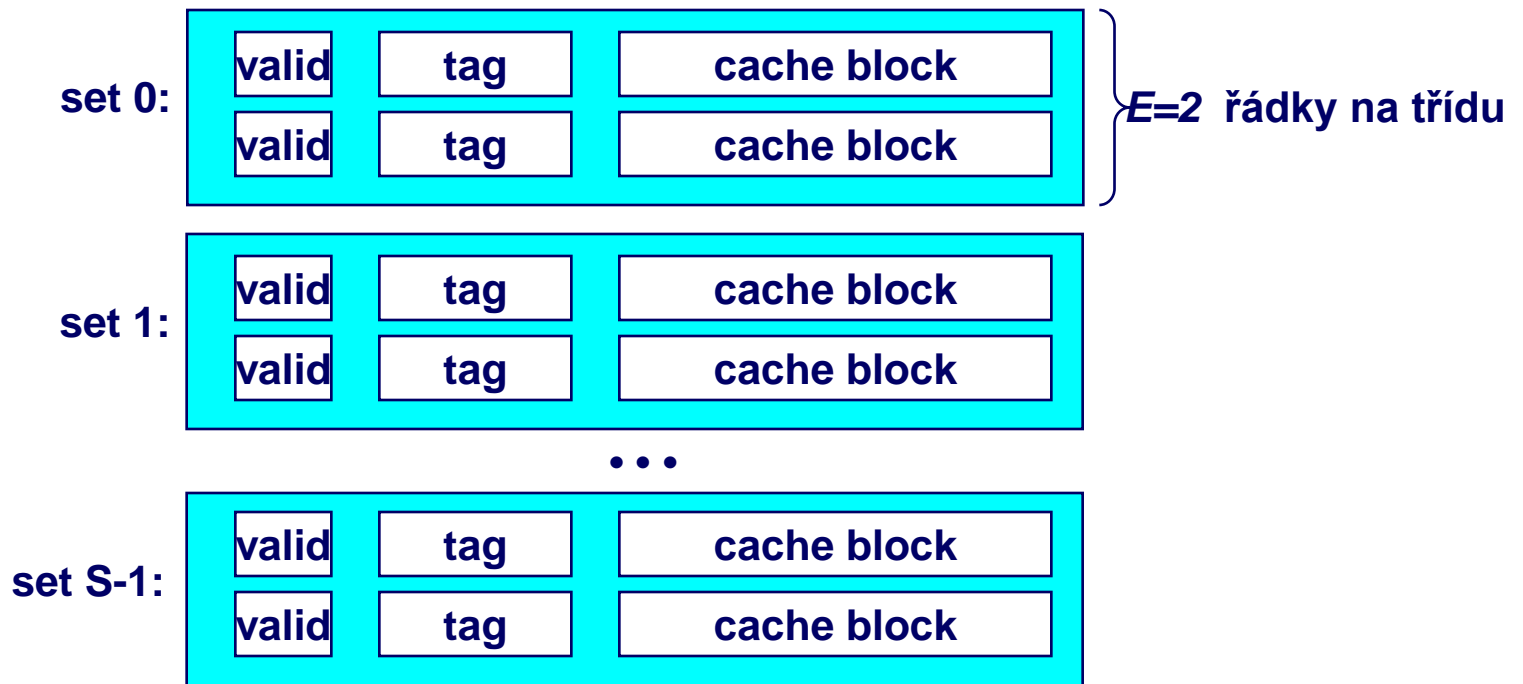 valid tag cache block
set 0:
E=2 řádky na třídu
valid tag cache block
valid tag cache block
set 1:
valid tag cache block
• • •
valid tag cache block
set S-1:
valid tag cache block